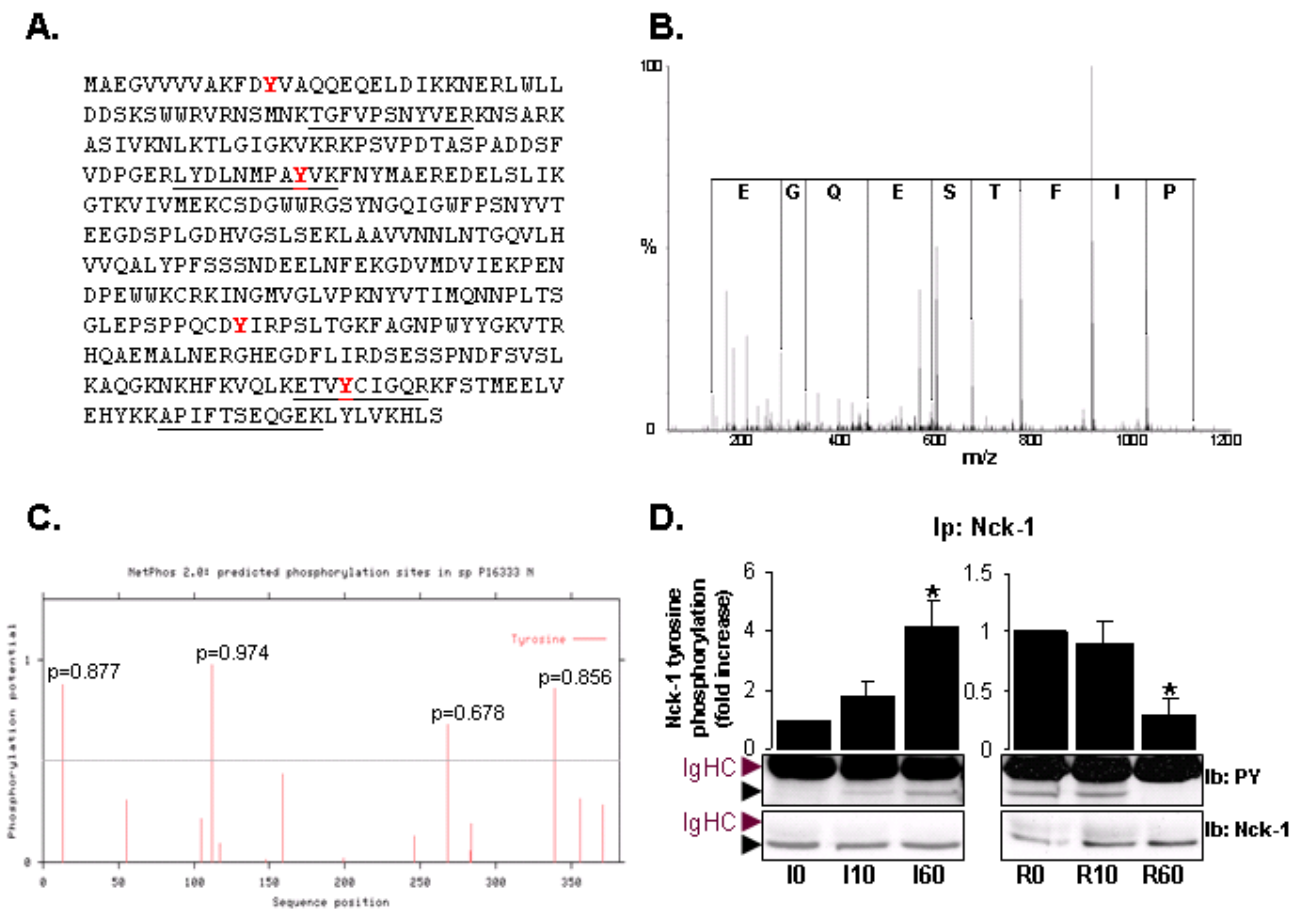 A.
MAEGVVVVAKFDYVAQQEQELDIKKNERLWLL
DDSKSWWRVRNSMNKTGFVPSNYVERKNSARK
ASIVKNLKTLGIGKVKRKPSVPDTASPADDSF
VDPGERLYDLNMPAYVKFNYMAEREDELSLIK
GTKVIVMEKCSDGWWRGSYNGQIGWFPSNYVT
EEGDSPLGDHVGSLSEKLAAVVNNLNTGQVLH
VVQALYPFSSSNDEELNFEKGDVMDVIEKPEN
DPEWWKCRKINGMVGLVPKNYVTIMQNNPLTS
GLEPSPPQCDYIRPSLTGKFAGNPWYYGKVTR
HQAEMALNERGHEGDFLIRDSESSPNDFSVSL
KAQGKNKHFKVQLKETVYCIGQRKFSTMEELV
EHYKKAPIFTSEQGEKLYLVKHLS
B.
100
E G Q E S T F I P
%
0
200 400 600 800 1000 1200
m/z
C.
NetPhos 2.0: predicted phosphorylation sites in sp P16333 N
Phosphorylation potential
1
0
Tyrosine
p=0.877
p=0.974
p=0.678
p=0.856
0 50 100 150 200 250 300 350
Sequence position
D.
Ip: Nck-1
Nck-1 tyrosine
phosphorylation
(fold increase)
6
4
2
0
*
1.5
1
0.5
0
*
IgHC
Ib: PY
IgHC
Ib: Nck-1
I0 I10 I60 R0 R10 R60